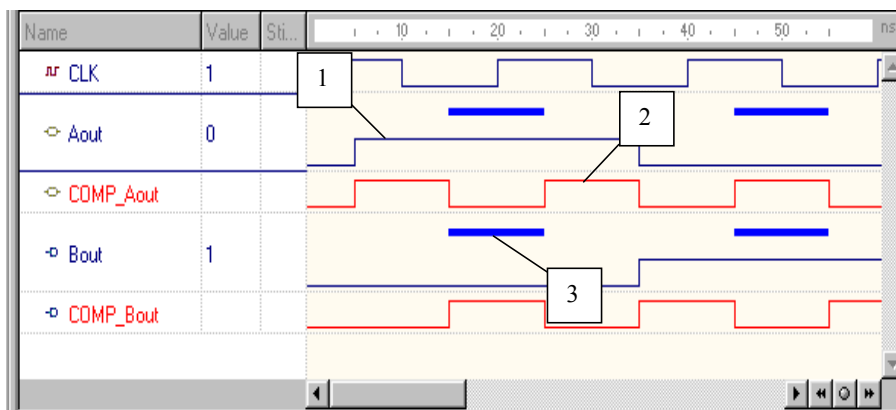 Name Value Sti... 10 20 30 40 50 ns
CLK 1
1
2
Aout 0
COMP_Aout
Bout 1
3
COMP_Bout